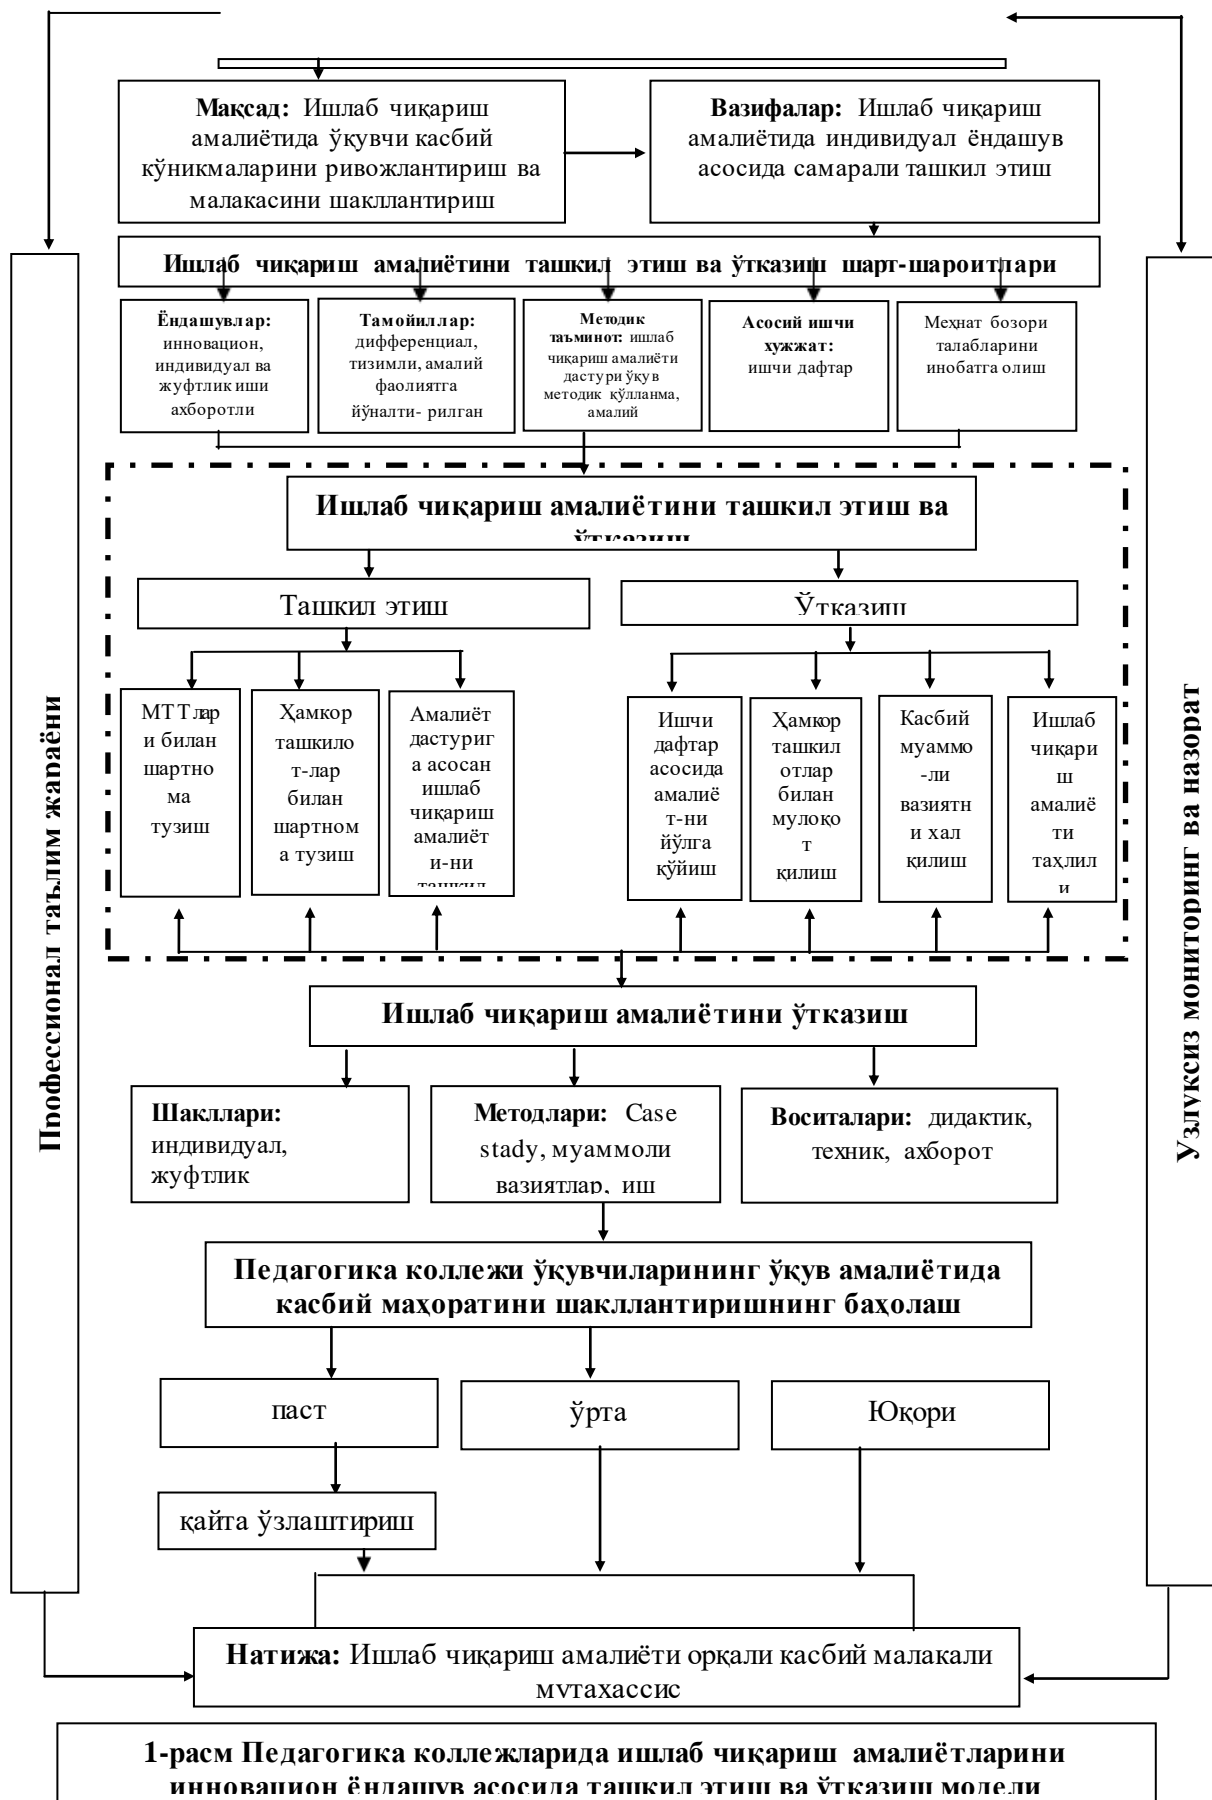 Мақсад: Ишлаб чиқариш
амалиётида ўқувчи касбий
кўникмаларини ривожлантириш ва
малакасини шакллантириш
Вазифалар: Ишлаб чиқариш
амалиётида индивидуал ёндашув
асосида самарали ташкил этиш
Ишлаб чиқариш амалиётини ташкил этиш ва ўтказиш шарт-шароитлари
Ёндашувлар:
инновацион,
индивидуал ва
жуфтлик иши
ахборотли
Тамойиллар:
дифференциал,
тизимли, амалий
фаолиятга
йўналти- рилган
Методик
таъминот: ишлаб
чиқариш амалиёти
дастури ўқув
методик қўлланма,
амалий
Асосий ишчи
хужжат:
ишчи дафтар
Меҳнат бозори
талабларини
инобатга олиш
Ишлаб чиқариш амалиётини ташкил этиш ва
ўтказиш
Ташкил этиш
Ўтказиш
МТТлар
и билан
шартно
ма
тузиш
Ҳамкор
ташкило
т-лар
билан
шартном
а тузиш
Амалиёт
дастуриг
а асосан
ишлаб
чиқариш
амалиёт
и-ни
ташкил
Ишчи
дафтар
асосида
амалиё
т-ни
йўлга
қўйиш
Ҳамкор
ташкил
отлар
билан
мулоқо
т
қилиш
Касбий
муаммо
-ли
вазиятн
и хал
қилиш
Ишлаб
чиқари
ш
амалиё
ти
таҳлил
и
Профессионал таълим жараёни
Узлуксиз мониторинг ва назорат
Ишлаб чиқариш амалиётини ўтказиш
Шакллари:
индивидуал,
жуфтлик
Методлари: Case
stady, муаммоли
вазиятлар, иш
Воситалари: дидактик,
техник, ахборот
Педагогика коллежи ўқувчиларининг ўқув амалиётида
касбий маҳоратини шакллантиришнинг баҳолаш
паст
ўрта
Юқори
қайта ўзлаштириш
Натижа: Ишлаб чиқариш амалиёти орқали касбий малакали
мутахассис
1-расм Педагогика коллежларида ишлаб чиқариш амалиётларини
инновацион ёндашув асосида ташкил этиш ва ўтказиш модели